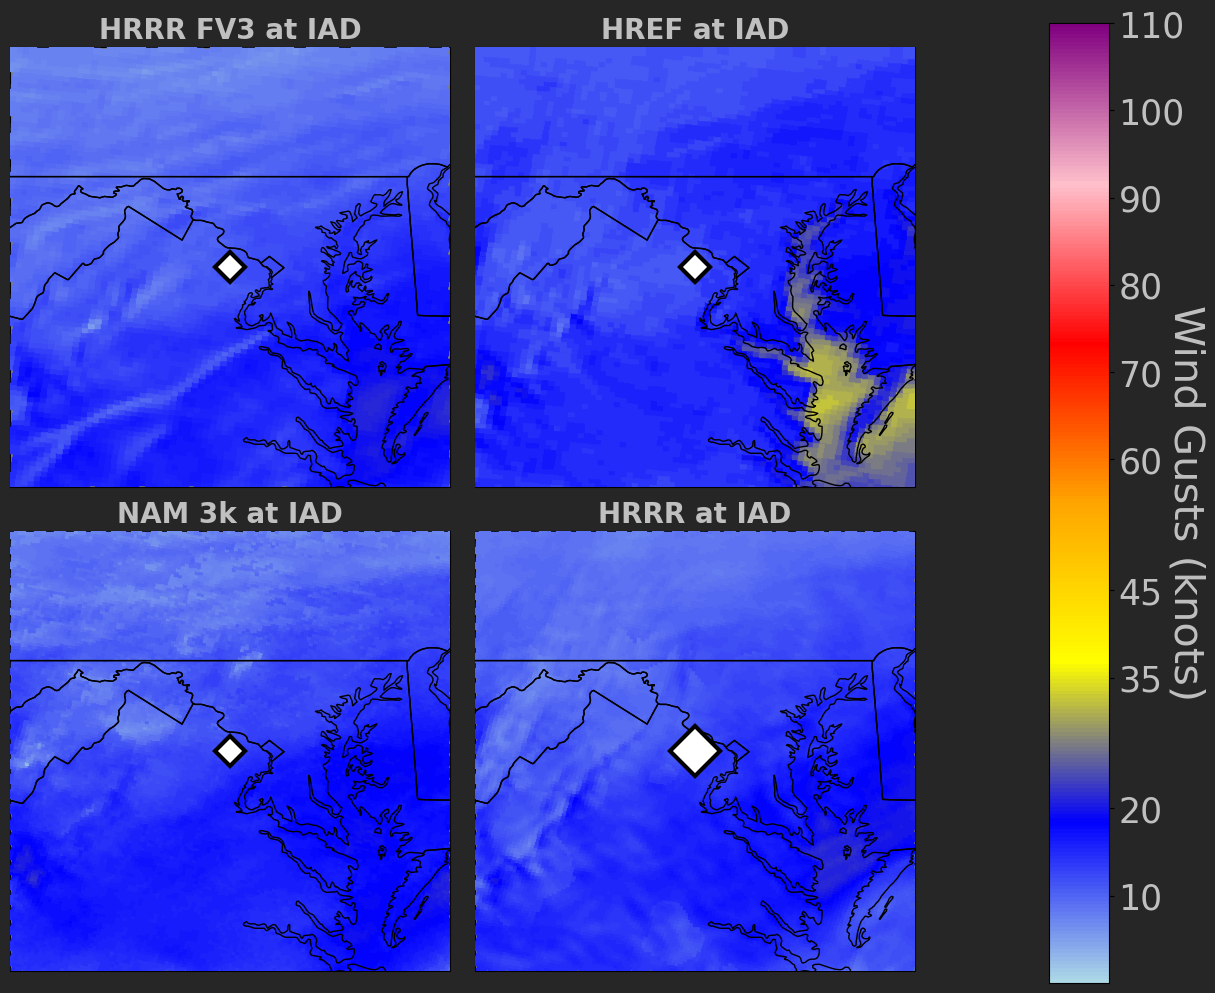 HRRR FV3 at IAD
HREF at IAD
NAM 3k at IAD
HRRR at IAD
110
100
90
80
70
60
45
35
20
10
Wind Gusts (knots)